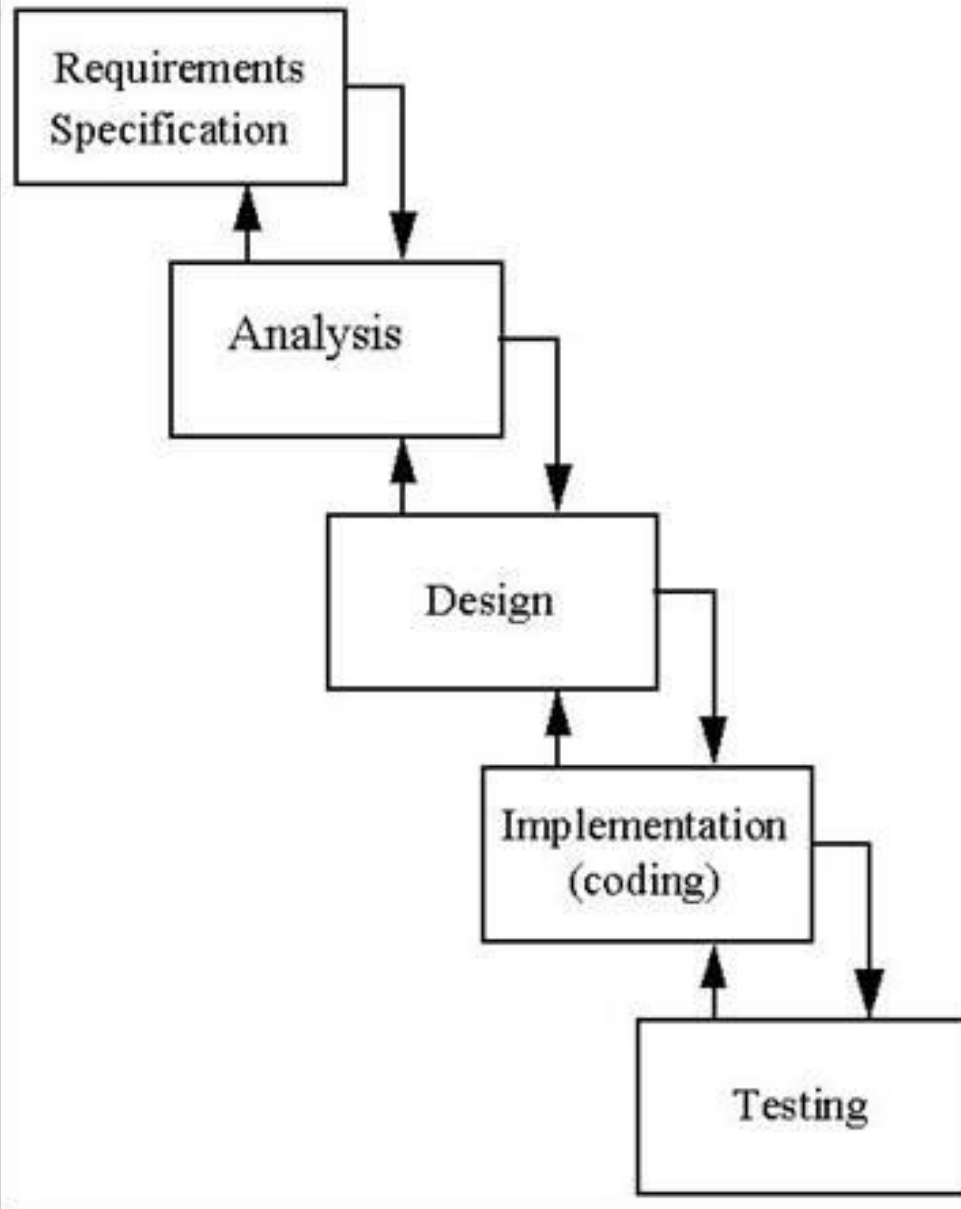 Requirements
Specification
Analysis
Design
Implementation
(coding)
Testing